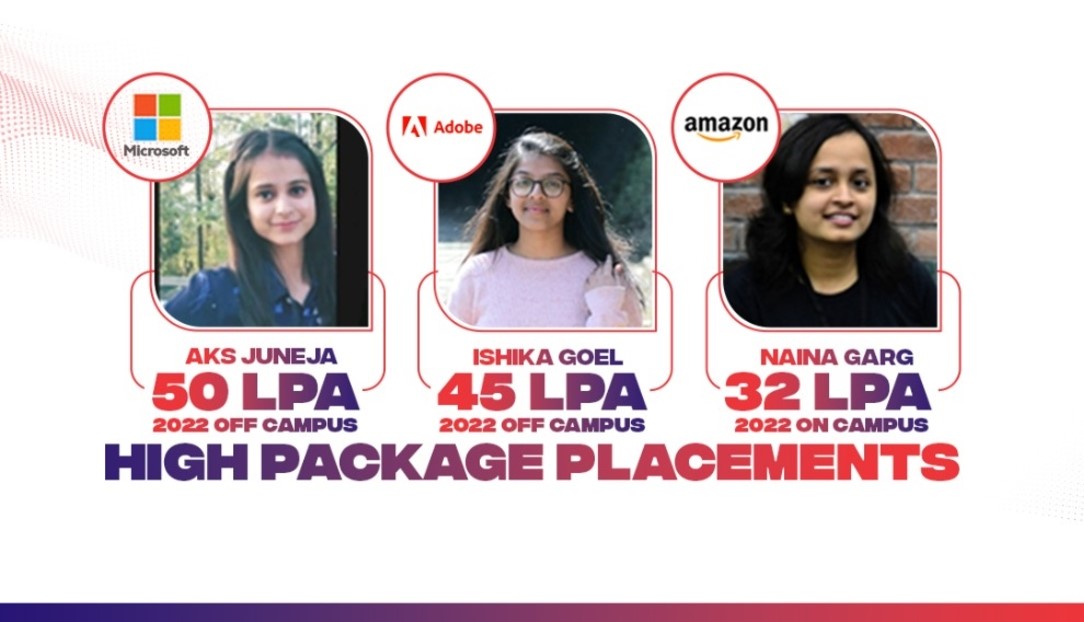 Microsoft
Adobe
amazon
AKS JUNEJA
50 LPA
2022 OFF CAMPUS
ISHIKA GOEL
45 LPA
2022 OFF CAMPUS
NAINA GARG
32 LPA
2022 ON CAMPUS
HIGH PACKAGE PLACEMENTS